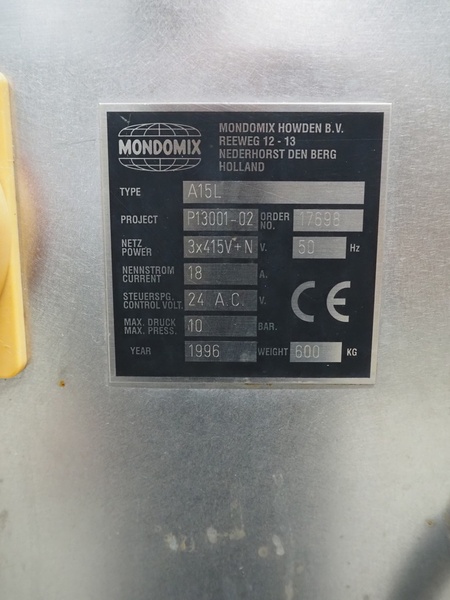 MONDOMIX
MONDOMIX HOWDEN B.V.
REEWEG 12 - 13
NEDERHORST DEN BERG
HOLLAND
TYPE A15L
PROJECT P13001-02 ORDER NO. 17698
NETZ POWER 3x415V~+N V. 50 Hz
NENNSTROM CURRENT 18 A.
STEUERSPG. CONTROL VOLT. 24 A.C. V.
CE
MAX. DRUCK MAX. PRESS. 10 BAR.
YEAR 1996 WEIGHT 600 KG